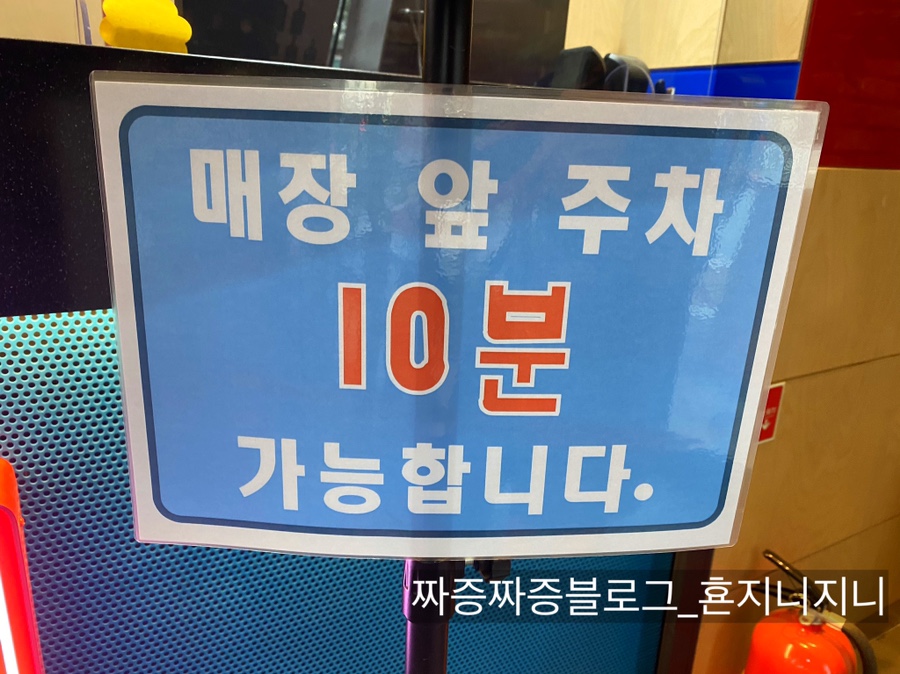 매장 앞 주차
10분
가능합니다.
짜증짜증블로그_횬지니지니